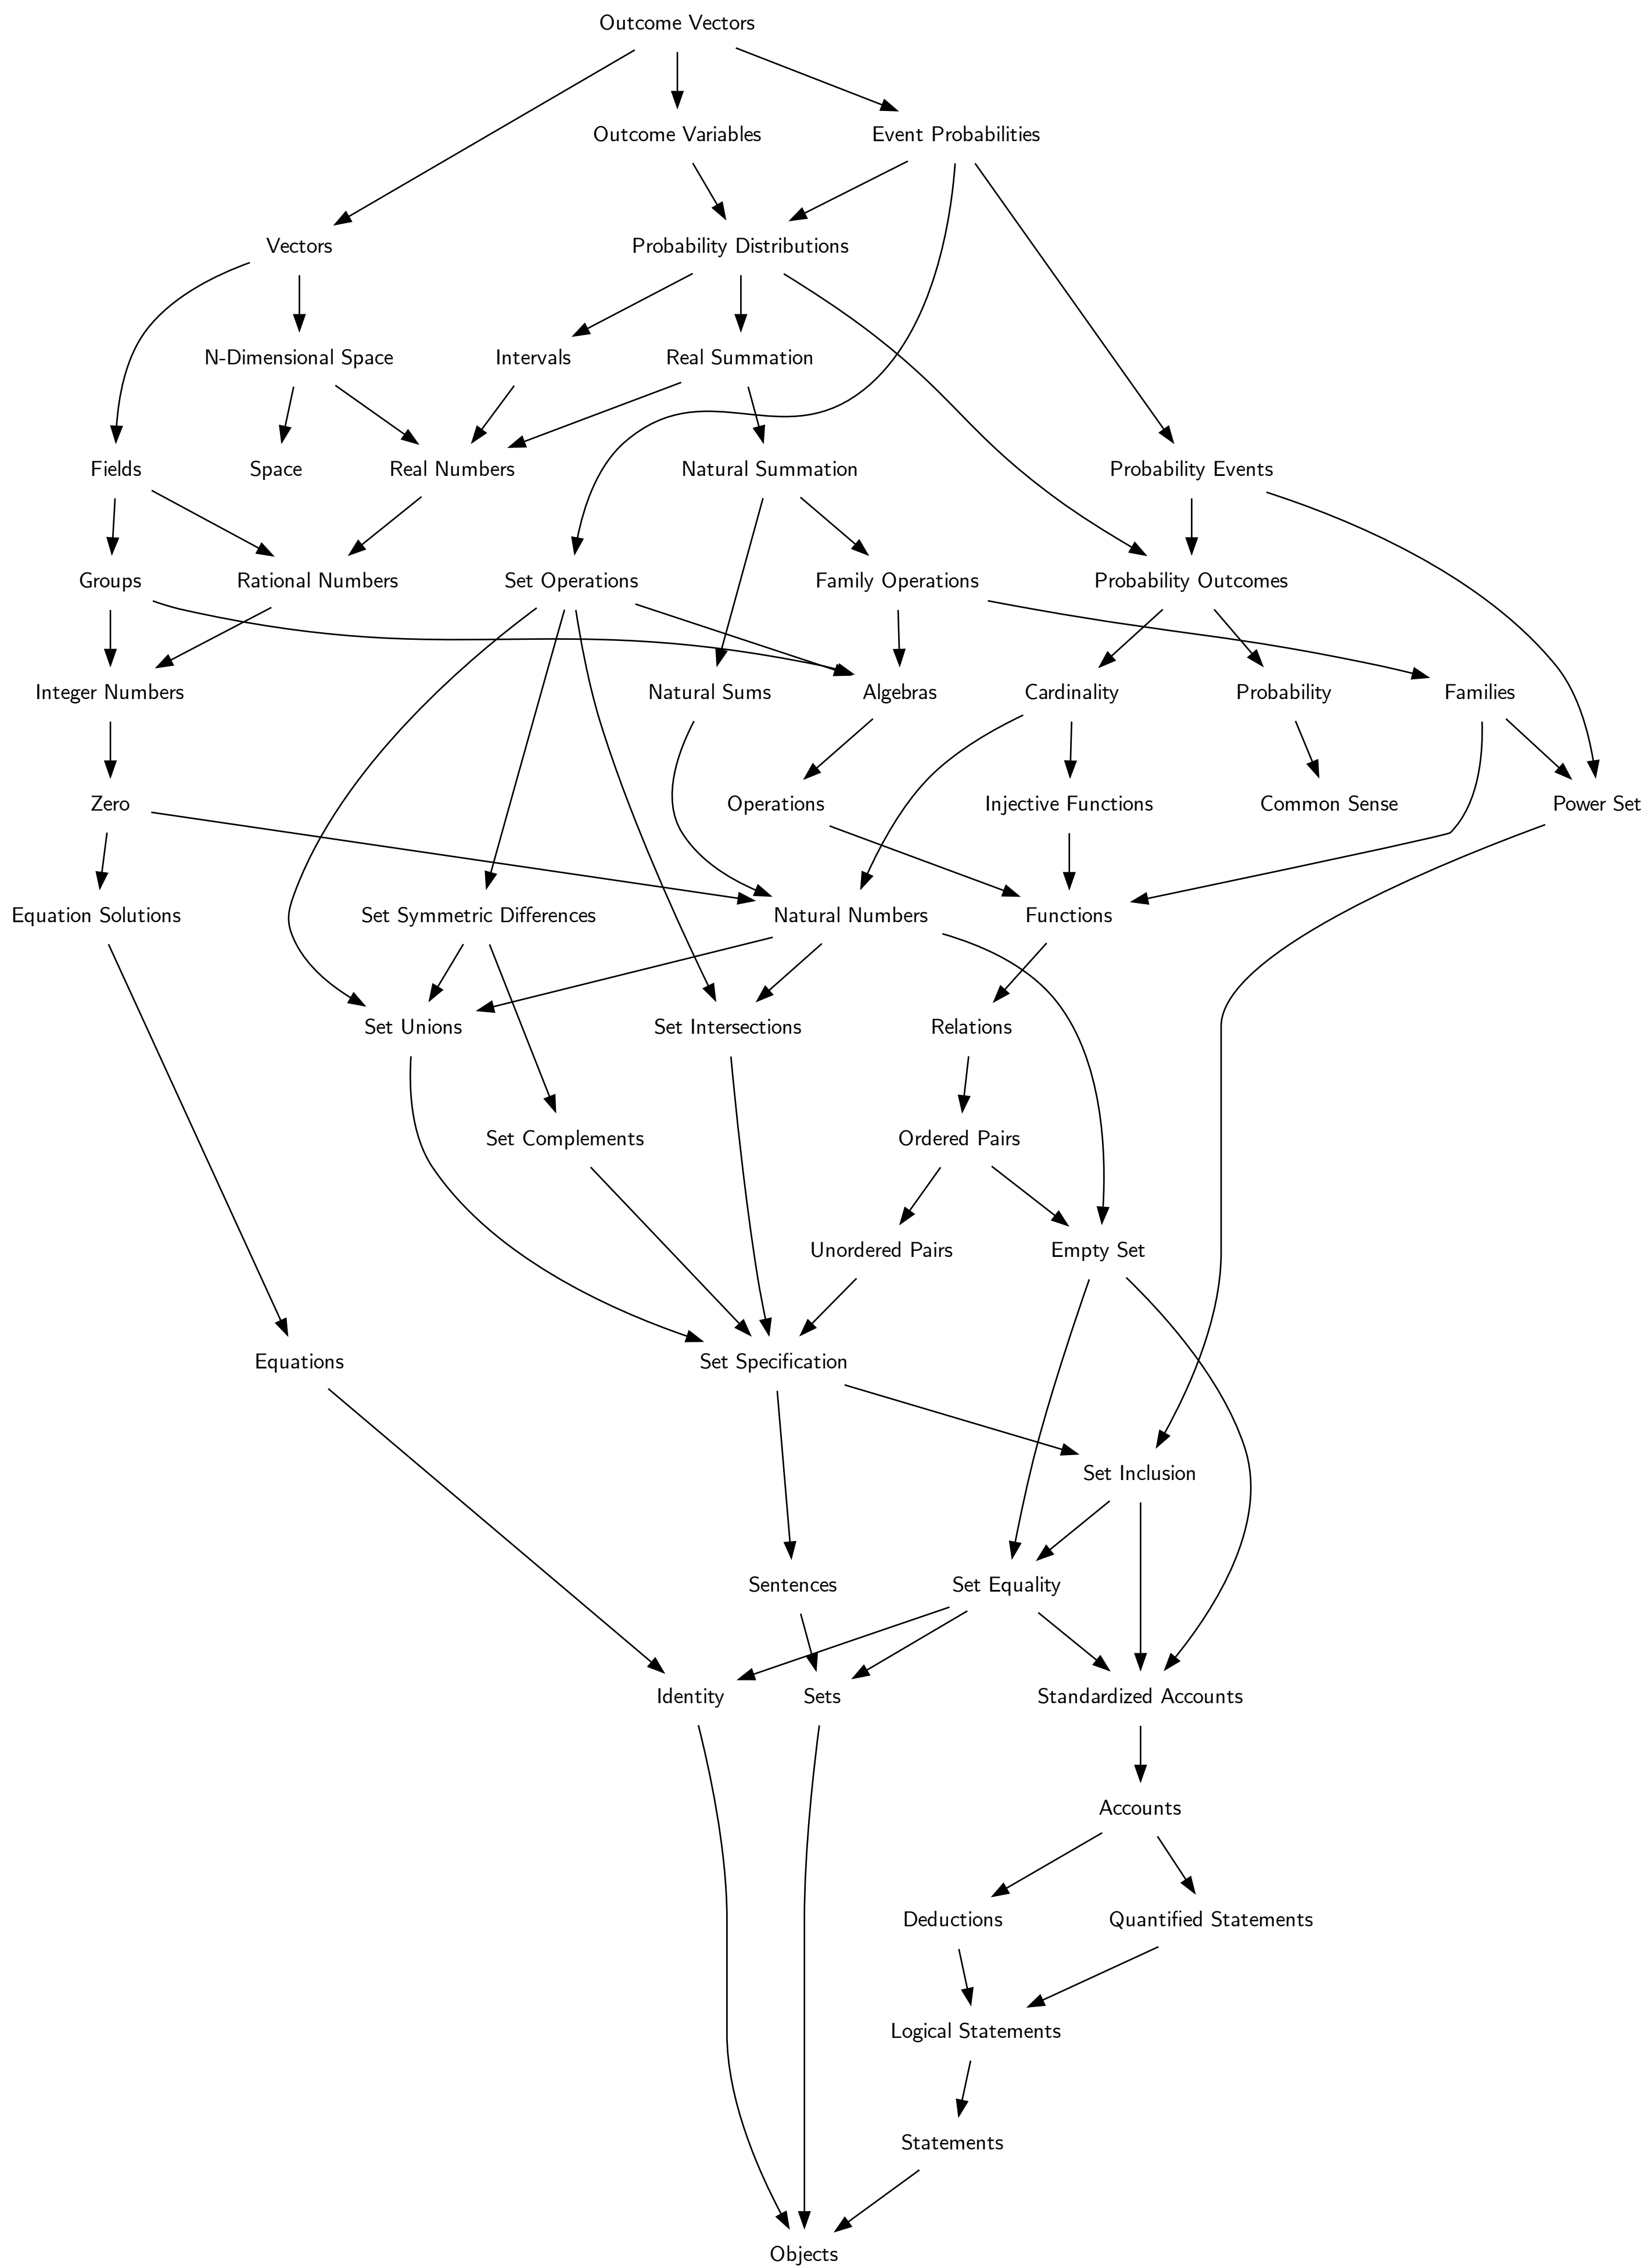 Outcome Vectors
Outcome Variables
Event Probabilities
Vectors
Probability Distributions
N-Dimensional Space
Intervals
Real Summation
Fields
Space
Real Numbers
Natural Summation
Probability Events
Groups
Rational Numbers
Set Operations
Family Operations
Probability Outcomes
Integer Numbers
Natural Sums
Algebras
Cardinality
Probability
Families
Zero
Operations
Injective Functions
Common Sense
Power Set
Equation Solutions
Set Symmetric Differences
Natural Numbers
Functions
Set Unions
Set Intersections
Relations
Set Complements
Ordered Pairs
Unordered Pairs
Empty Set
Equations
Set Specification
Set Inclusion
Sentences
Set Equality
Identity
Sets
Standardized Accounts
Accounts
Deductions
Quantified Statements
Logical Statements
Statements
Objects